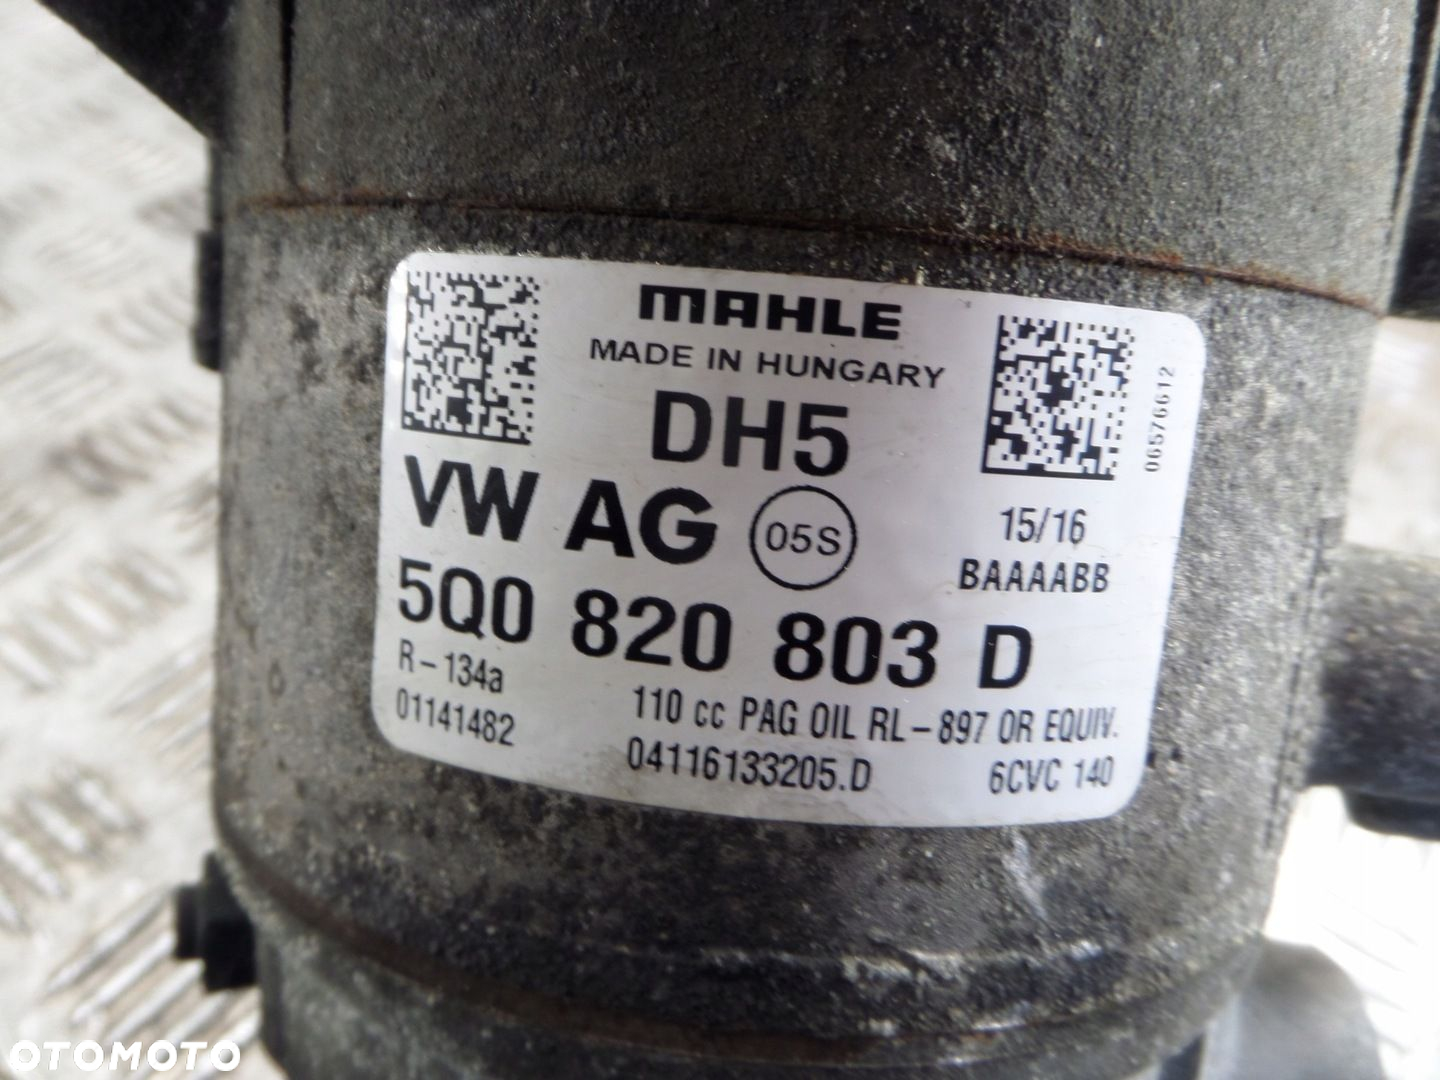 MAHLE
MADE IN HUNGARY
DH5
06576612
VW AG 05S
15/16
BAAAABB
5Q0 820 803 D
R-134a
110 cc PAG OIL RL-897 OR EQUIV.
01141482
04116133205.D
6CVC 140
OTOMOTO